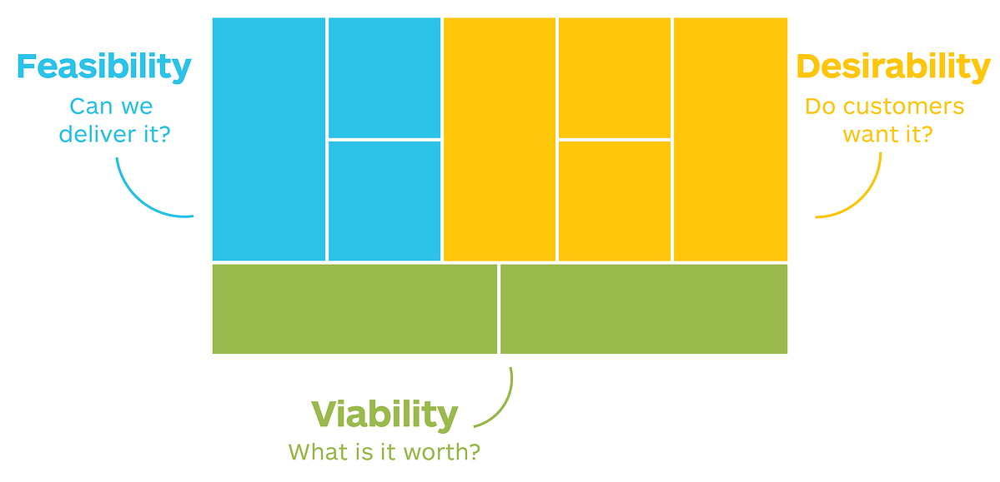 Feasibility
Can we
deliver it?
Desirability
Do customers
want it?
Viability
What is it worth?